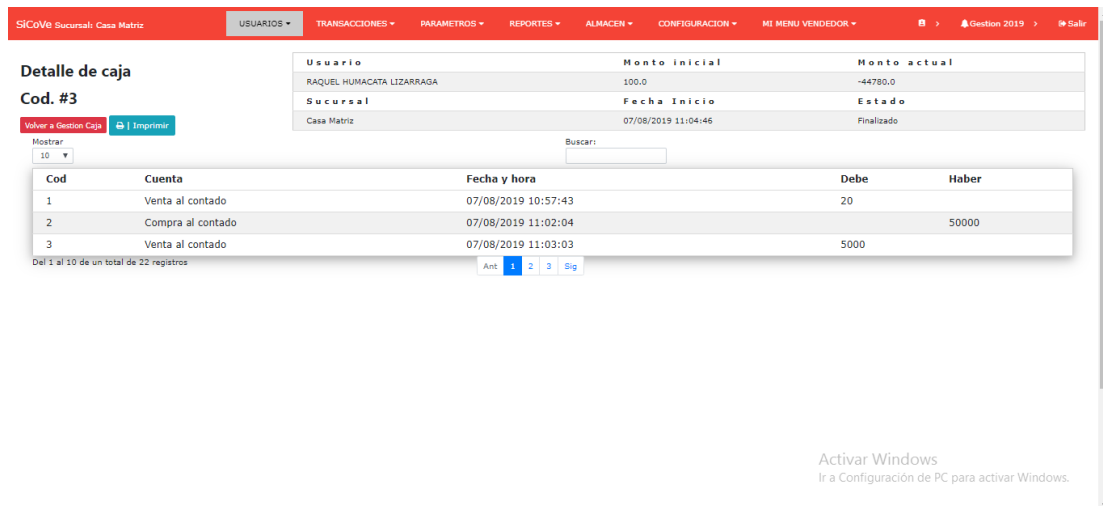 SiCoVe Sucursal: Casa Matriz USUARIOS TRANSACCIONES PARAMETROS REPORTES ALMACEN CONFIGURACION MI MENU VENDEDOR Gestion 2019 Salir
Detalle de caja
Cod. #3
Volver a Gestion Caja | Imprimir
Usuario Monto inicial Monto actual
RAQUEL HUMACATA LIZARRAGA 100.0 -44780.0
Sucursal Fecha Inicio Estado
Casa Matriz 07/08/2019 11:04:46 Finalizado
Mostrar Buscar:
10
Cod Cuenta Fecha y hora Debe Haber
1 Venta al contado 07/08/2019 10:57:43 20
2 Compra al contado 07/08/2019 11:02:04 50000
3 Venta al contado 07/08/2019 11:03:03 5000
Del 1 al 10 de un total de 22 registros Ant 1 2 3 Sig
Activar Windows
Ir a Configuración de PC para activar Windows.